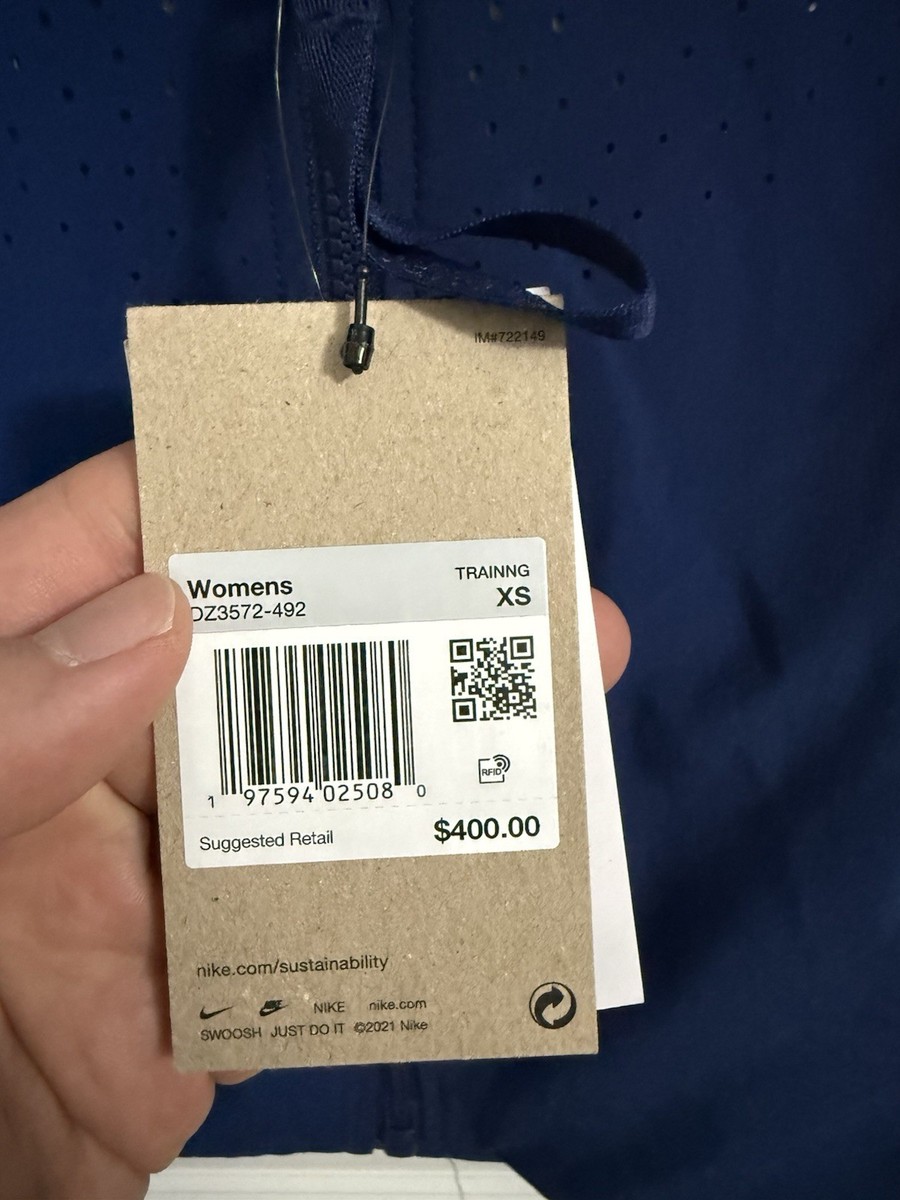 IM#722149
Womens
TRAINNG
DZ3572-492
XS
1 97594 02508 0
RFID
Suggested Retail
$400.00
nike.com/sustainability
NIKE nike.com
SWOOSH JUST DO IT ©2021 Nike